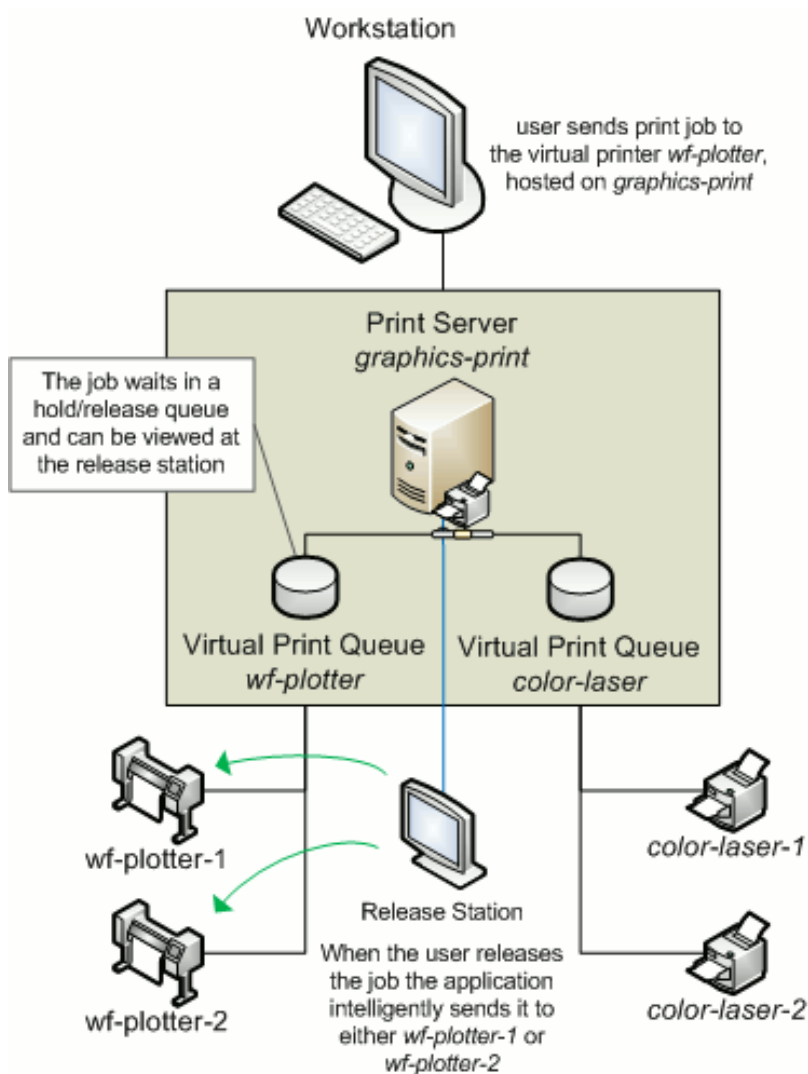 Workstation
user sends print job to
the virtual printer wf-plotter,
hosted on graphics-print
Print Server
graphics-print
The job waits in a
hold/release queue
and can be viewed at
the release station
Virtual Print Queue
wf-plotter
Virtual Print Queue
color-laser
wf-plotter-1
color-laser-1
Release Station
When the user releases
the job the application
intelligently sends it to
either wf-plotter-1 or
wf-plotter-2
wf-plotter-2
color-laser-2